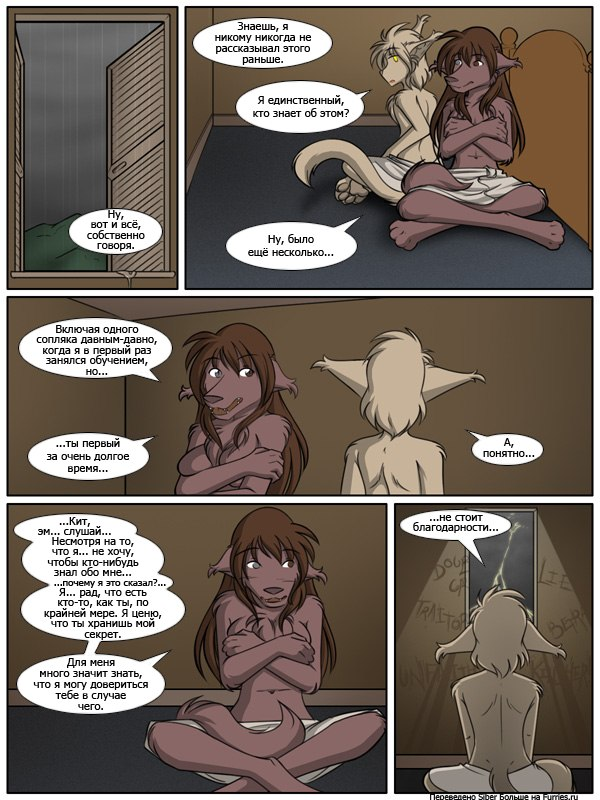 Ну,
вот и всё,
собственно
говоря.
Знаешь, я
никому никогда не
рассказывал этого
раньше.
Я единственный,
кто знает об этом?
Ну, было
ещё несколько...
Включая одного
сопляка давным-давно,
когда я в первый раз
занялся обучением,
но...
...ты первый
за очень долгое
время...
А,
понятно...
...Кит,
эм... слушай...
Несмотря на то,
что я... не хочу,
чтобы кто-нибудь
знал обо мне...
...почему я это сказал?...
Я... рад, что есть
кто-то, как ты, по
крайней мере. Я ценю,
что ты хранишь мой
секрет.
Для меня
много значит знать,
что я могу довериться
тебе в случае
чего.
...не стоит
благодарности...
LIE
TRAITOR
Переведено Siber Больше на Furries.ru